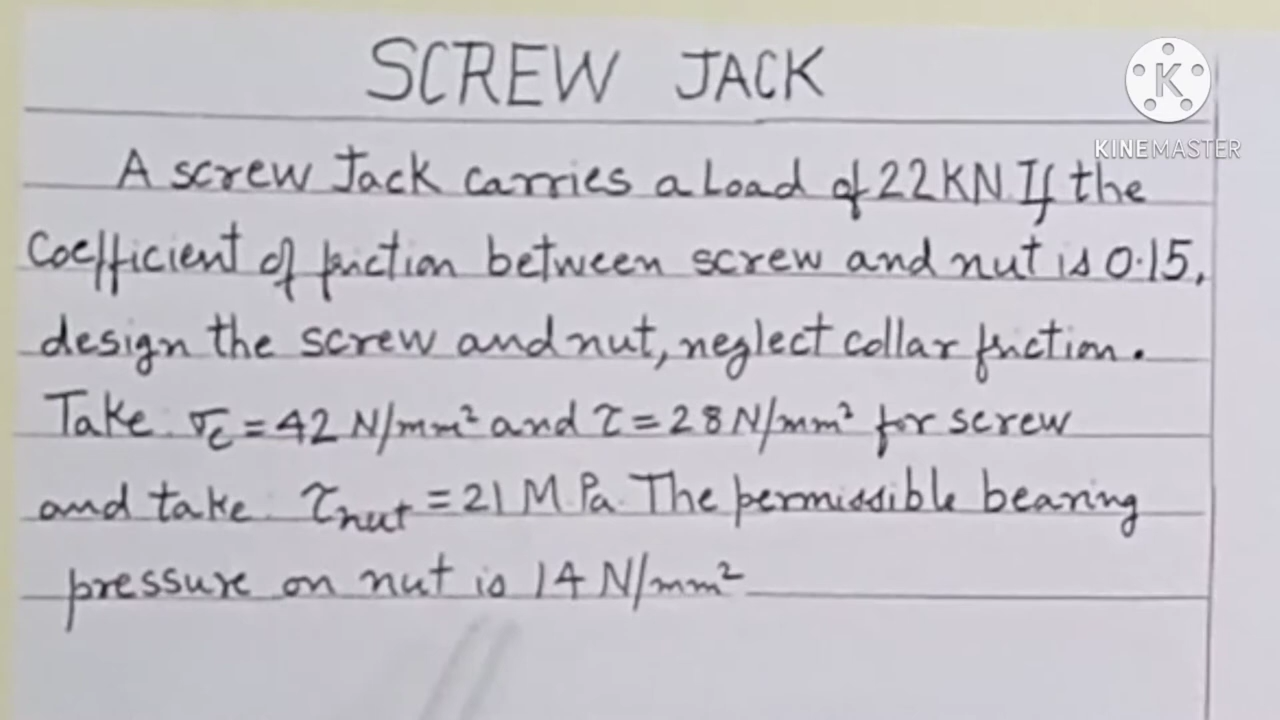 SCREW JACK
K
KINEMASTER
A screw Jack carries a Load of 22KN. If the
Coefficient of friction between screw and nut is 0.15,
design the screw and nut, neglect collar friction.
Take σc = 42 N/mm² and τ = 28 N/mm² for screw
and take τnut = 21 M.Pa. The permissible bearing
pressure on nut is 14 N/mm²